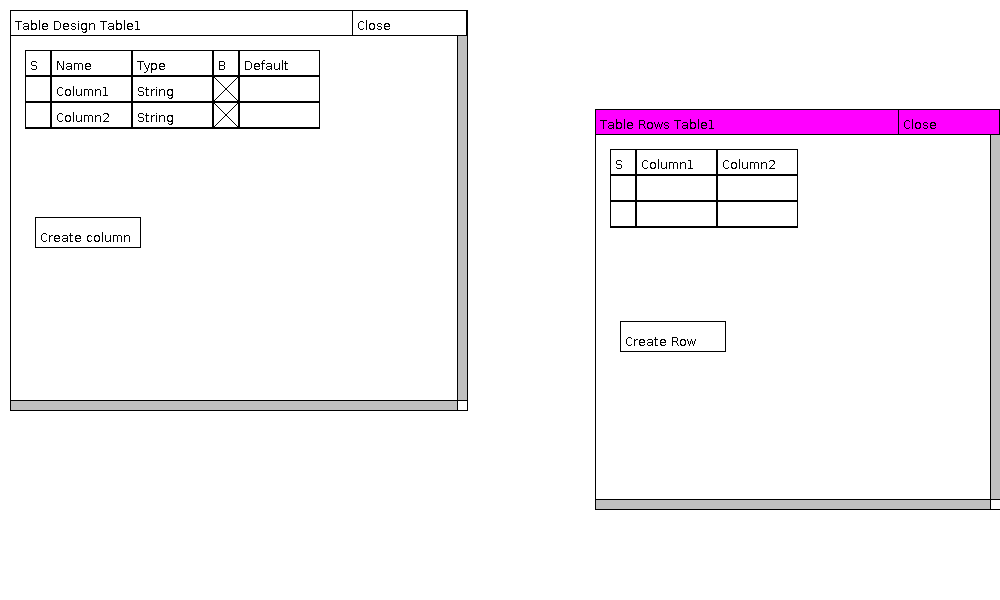 Table Design Table1 Close
S Name Type B Default
Column1 String
Column2 String
Create column
Table Rows Table1 Close
S Column1 Column2
Create Row